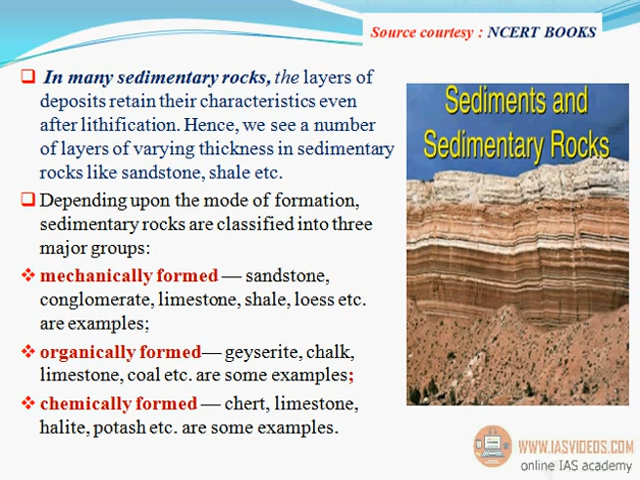 Source courtesy : NCERT BOOKS
In many sedimentary rocks, the layers of
deposits retain their characteristics even
after lithification. Hence, we see a number
of layers of varying thickness in sedimentary
rocks like sandstone, shale etc.
Depending upon the mode of formation,
sedimentary rocks are classified into three
major groups:
mechanically formed — sandstone,
conglomerate, limestone, shale, loess etc.
are examples;
organically formed— geyserite, chalk,
limestone, coal etc. are some examples;
chemically formed — chert, limestone,
halite, potash etc. are some examples.
Sediments and
Sedimentary Rocks
WWW.IASVIDEOS.COM
online IAS academy